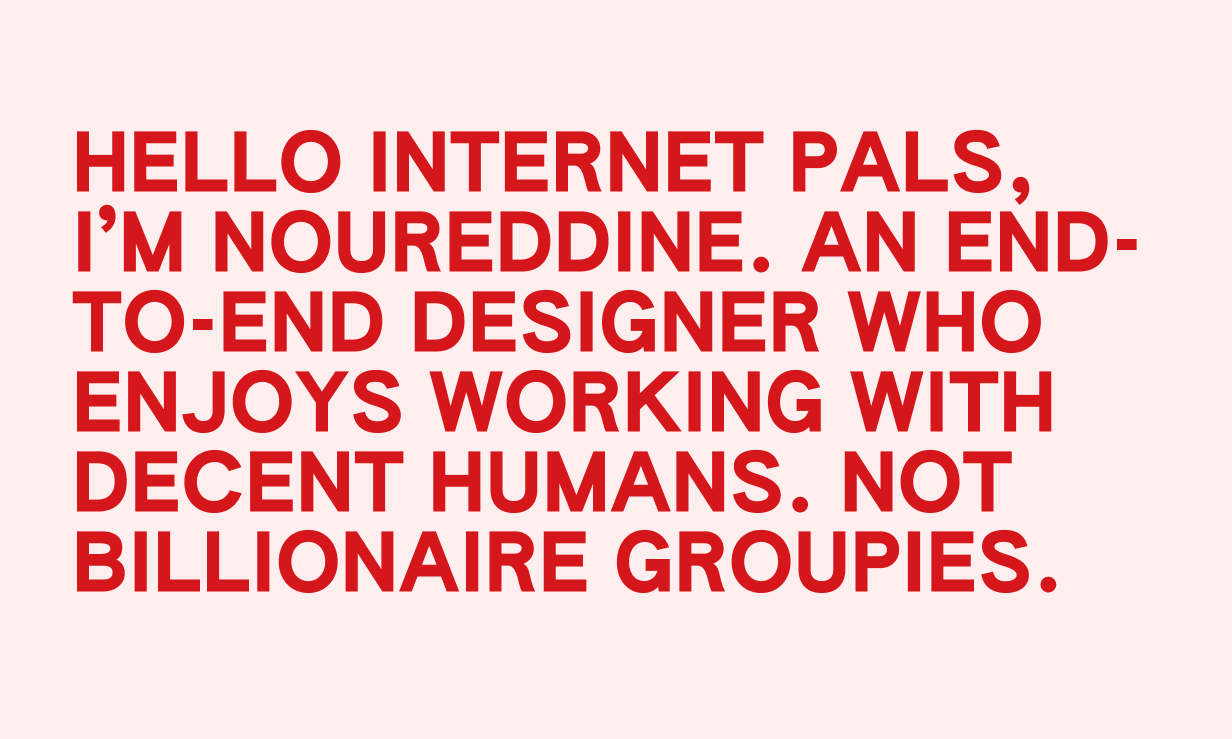 HELLO INTERNET PALS,
I’M NOUREDDINE. AN END-
TO-END DESIGNER WHO
ENJOYS WORKING WITH
DECENT HUMANS. NOT
BILLIONAIRE GROUPIES.